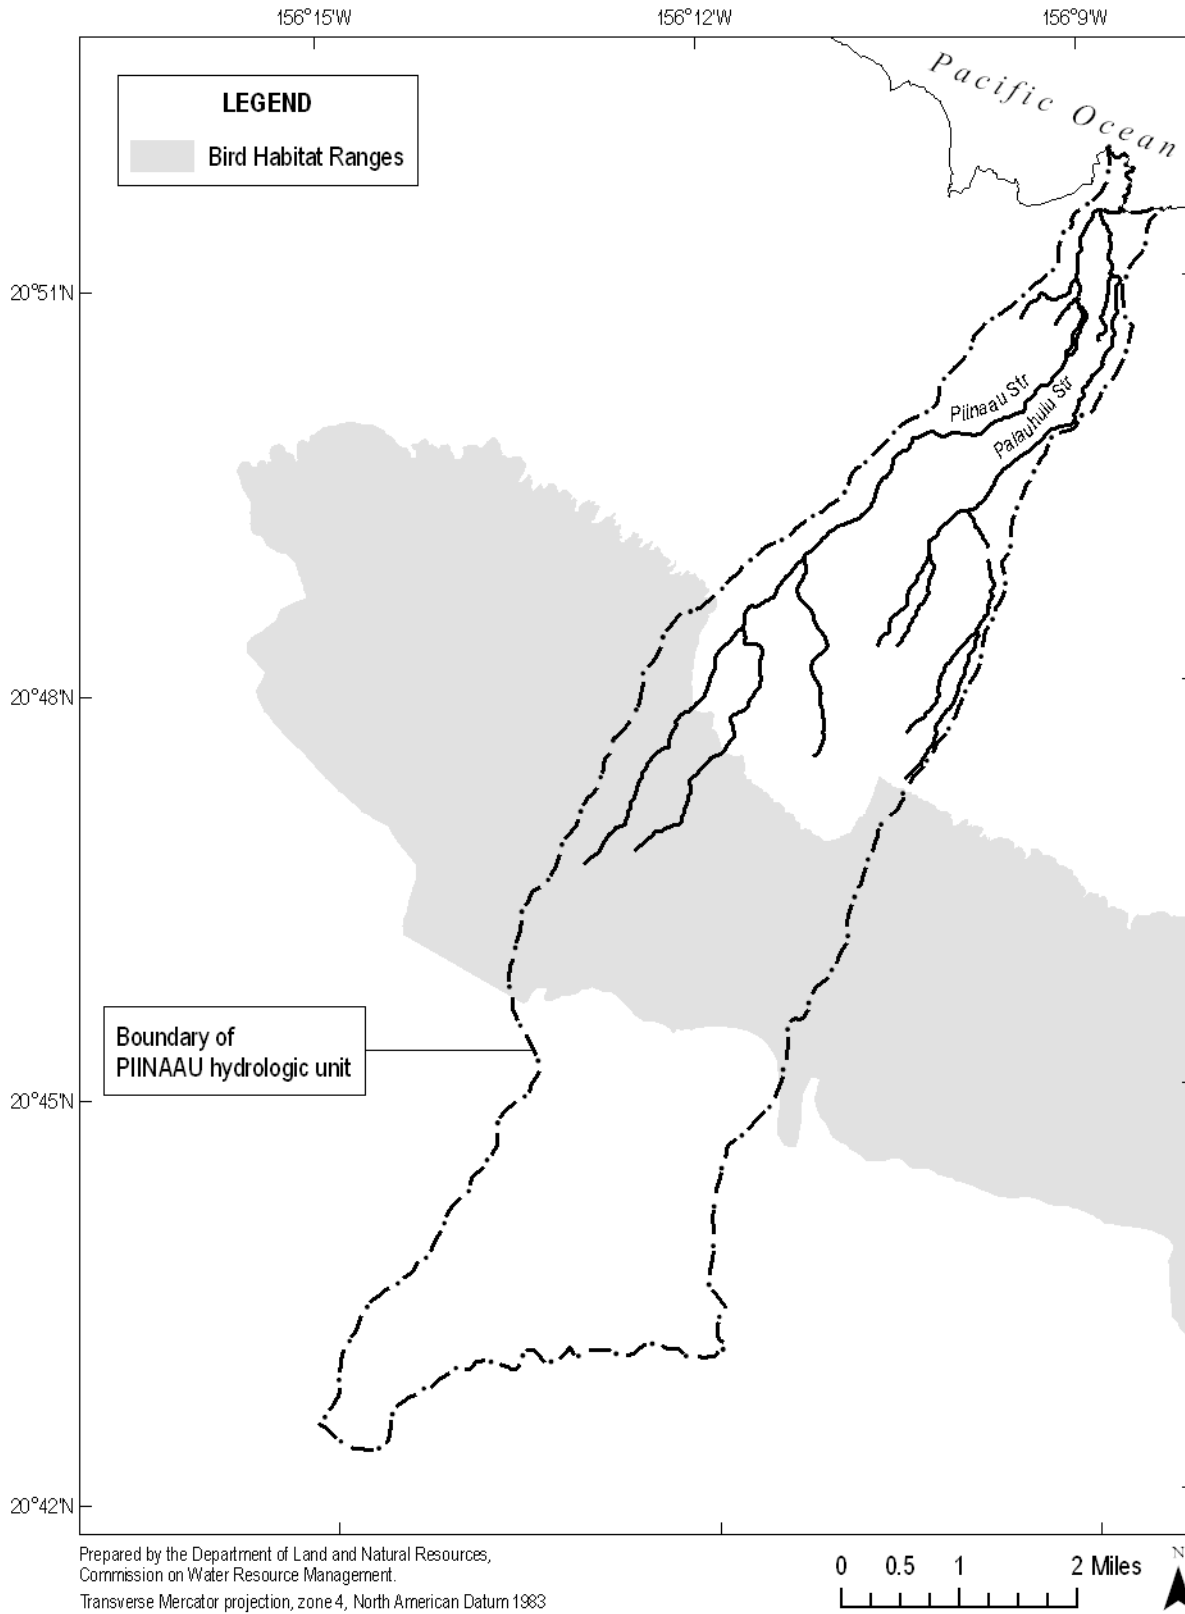 156°15'W 156°12'W 156°9'W
Pacific Ocean
LEGEND
Bird Habitat Ranges
20°51'N
Piinaau Str
Palauhulu Str
20°48'N
Boundary of
PIINAAU hydrologic unit
20°45'N
20°42'N
Prepared by the Department of Land and Natural Resources,
Commission on Water Resource Management.
Transverse Mercator projection, zone 4, North American Datum 1983
0 0.5 1 2 Miles
N